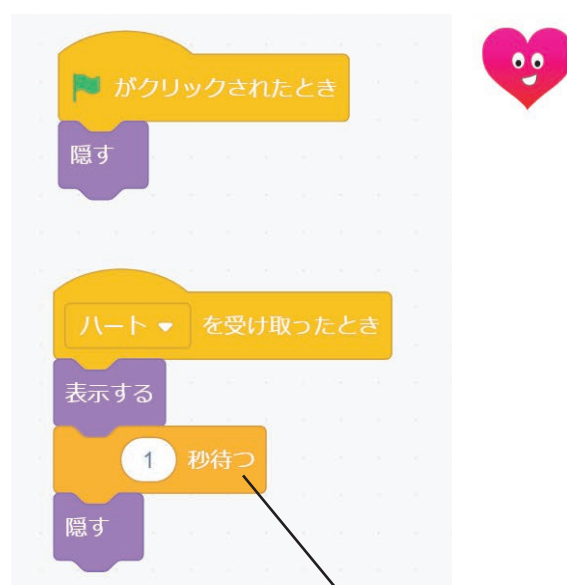 がクリックされたとき
隠す
ハート を受け取ったとき
表示する
1 秒待つ
隠す